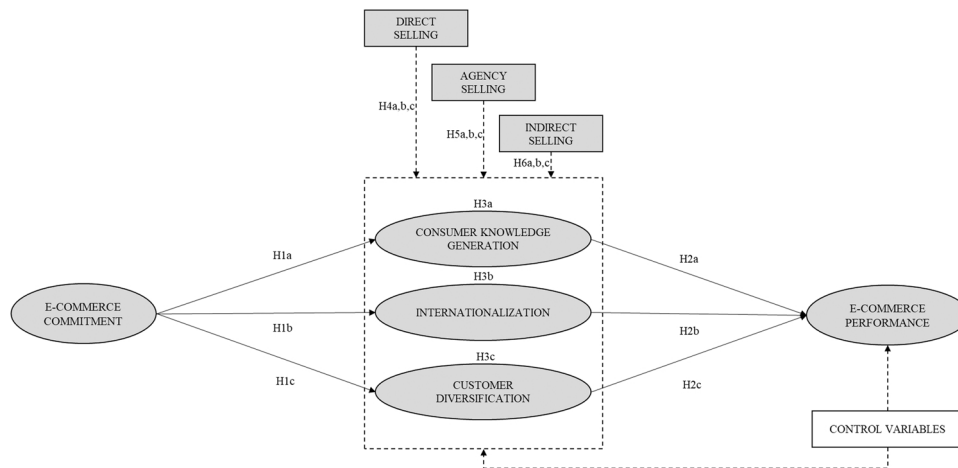 DIRECT
SELLING
AGENCY
SELLING
H4a,b,c
INDIRECT
SELLING
H5a,b,c
H6a,b,c
H3a
CONSUMER KNOWLEDGE
GENERATION
H1a
H2a
H3b
E-COMMERCE
COMMITMENT
INTERNATIONALIZATION
E-COMMERCE
PERFORMANCE
H1b
H2b
H3c
H1c
CUSTOMER
DIVERSIFICATION
H2c
CONTROL VARIABLES